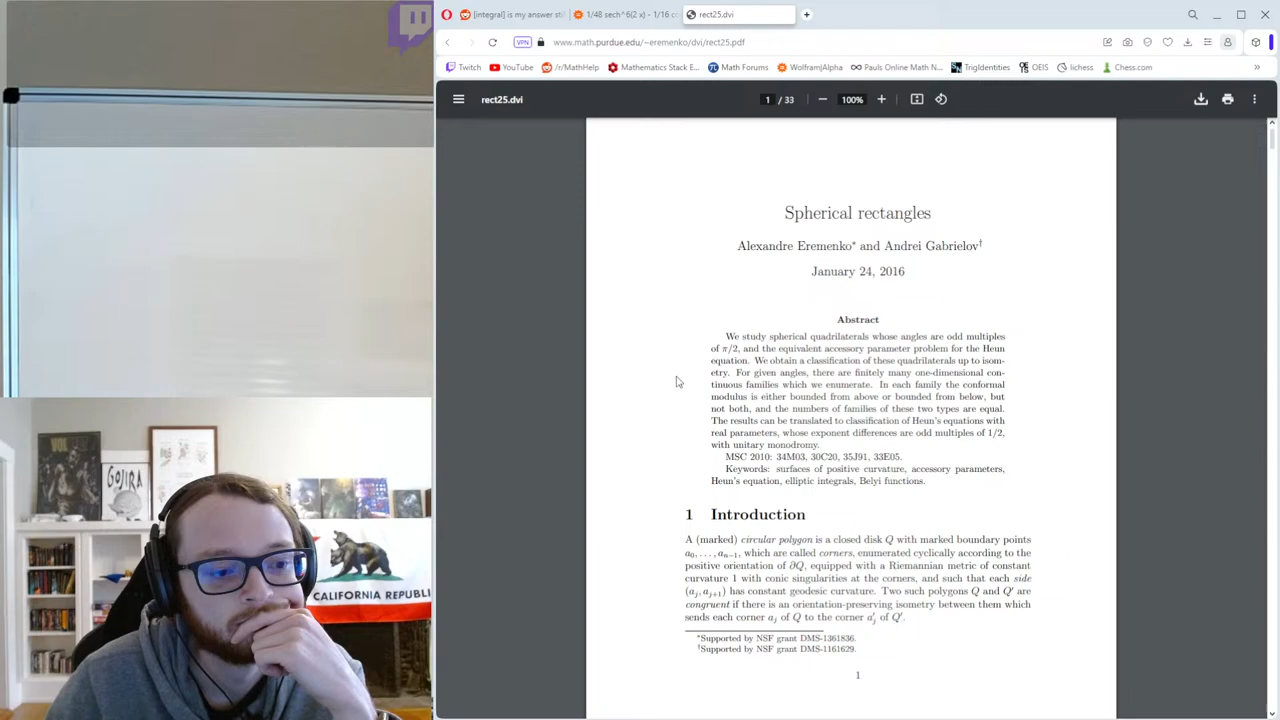 [integral] is my answer sti
1/48 sech^6(2 x) - 1/16 c
rect25.dvi
VPN
www.math.purdue.edu/~eremenko/dvi/rect25.pdf
Twitch
YouTube
/r/MathHelp
Mathematics Stack E...
Math Forums
Wolfram|Alpha
Pauls Online Math N...
TrigIdentities
OEIS
lichess
Chess.com
rect25.dvi
1 / 33
100%
Spherical rectangles
Alexandre Eremenko* and Andrei Gabrielov†
January 24, 2016
Abstract
We study spherical quadrilaterals whose angles are odd multiples
of π/2, and the equivalent accessory parameter problem for the Heun
equation. We obtain a classification of these quadrilaterals up to isom-
etry. For given angles, there are finitely many one-dimensional con-
tinuous families which we enumerate. In each family the conformal
modulus is either bounded from above or bounded from below, but
not both, and the numbers of families of these two types are equal.
The results can be translated to classification of Heun's equations with
real parameters, whose exponent differences are odd multiples of 1/2,
with unitary monodromy.
MSC 2010: 34M03, 30C20, 35J91, 33E05.
Keywords: surfaces of positive curvature, accessory parameters,
Heun's equation, elliptic integrals, Belyi functions.
1 Introduction
A (marked) circular polygon is a closed disk Q with marked boundary points
a₀, . . . , aₙ₋₁, which are called corners, enumerated cyclically according to the
positive orientation of ∂Q, equipped with a Riemannian metric of constant
curvature 1 with conic singularities at the corners, and such that each side
(aⱼ, aⱼ₊₁) has constant geodesic curvature. Two such polygons Q and Q′ are
congruent if there is an orientation-preserving isometry between them which
sends each corner aⱼ of Q to the corner a′ⱼ of Q′.
*Supported by NSF grant DMS-1361836.
†Supported by NSF grant DMS-1161629.
1
VOL
GOJIRA
CALIFORNIA REPUBL